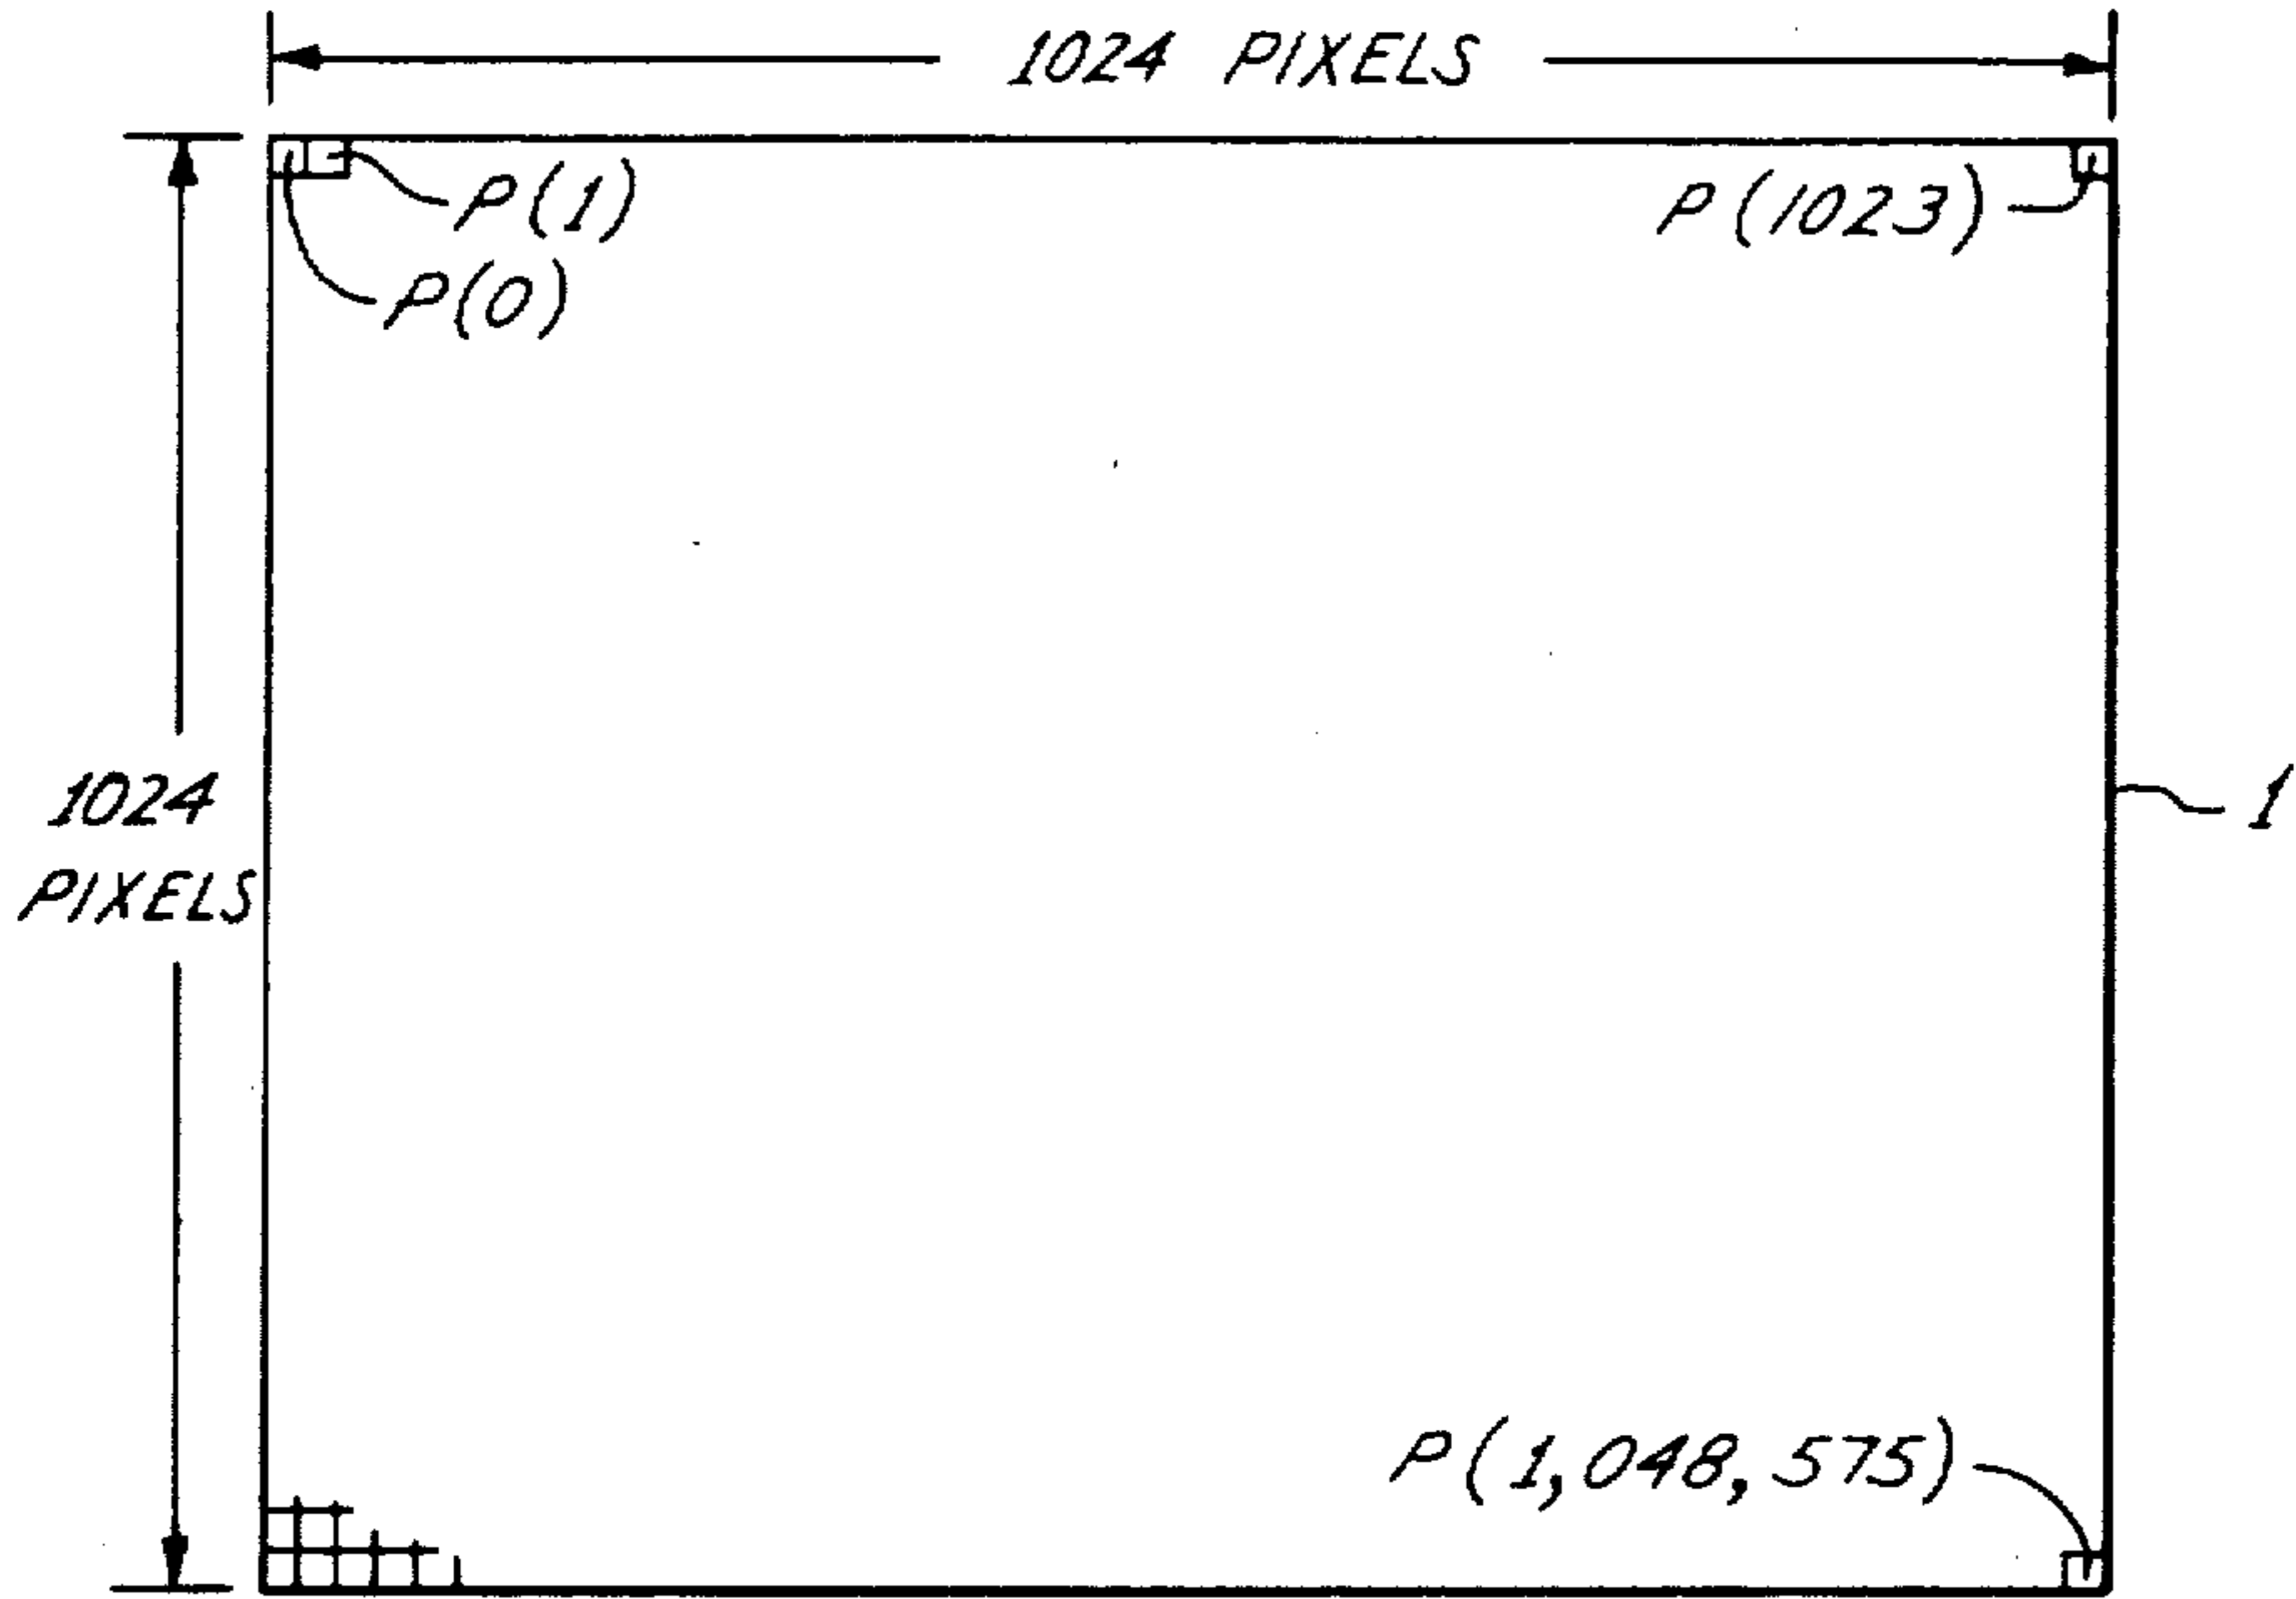 1024 PIXELS
P(1)
P(1023)
P(0)
1024
PIXELS
1
P(1,048,575)